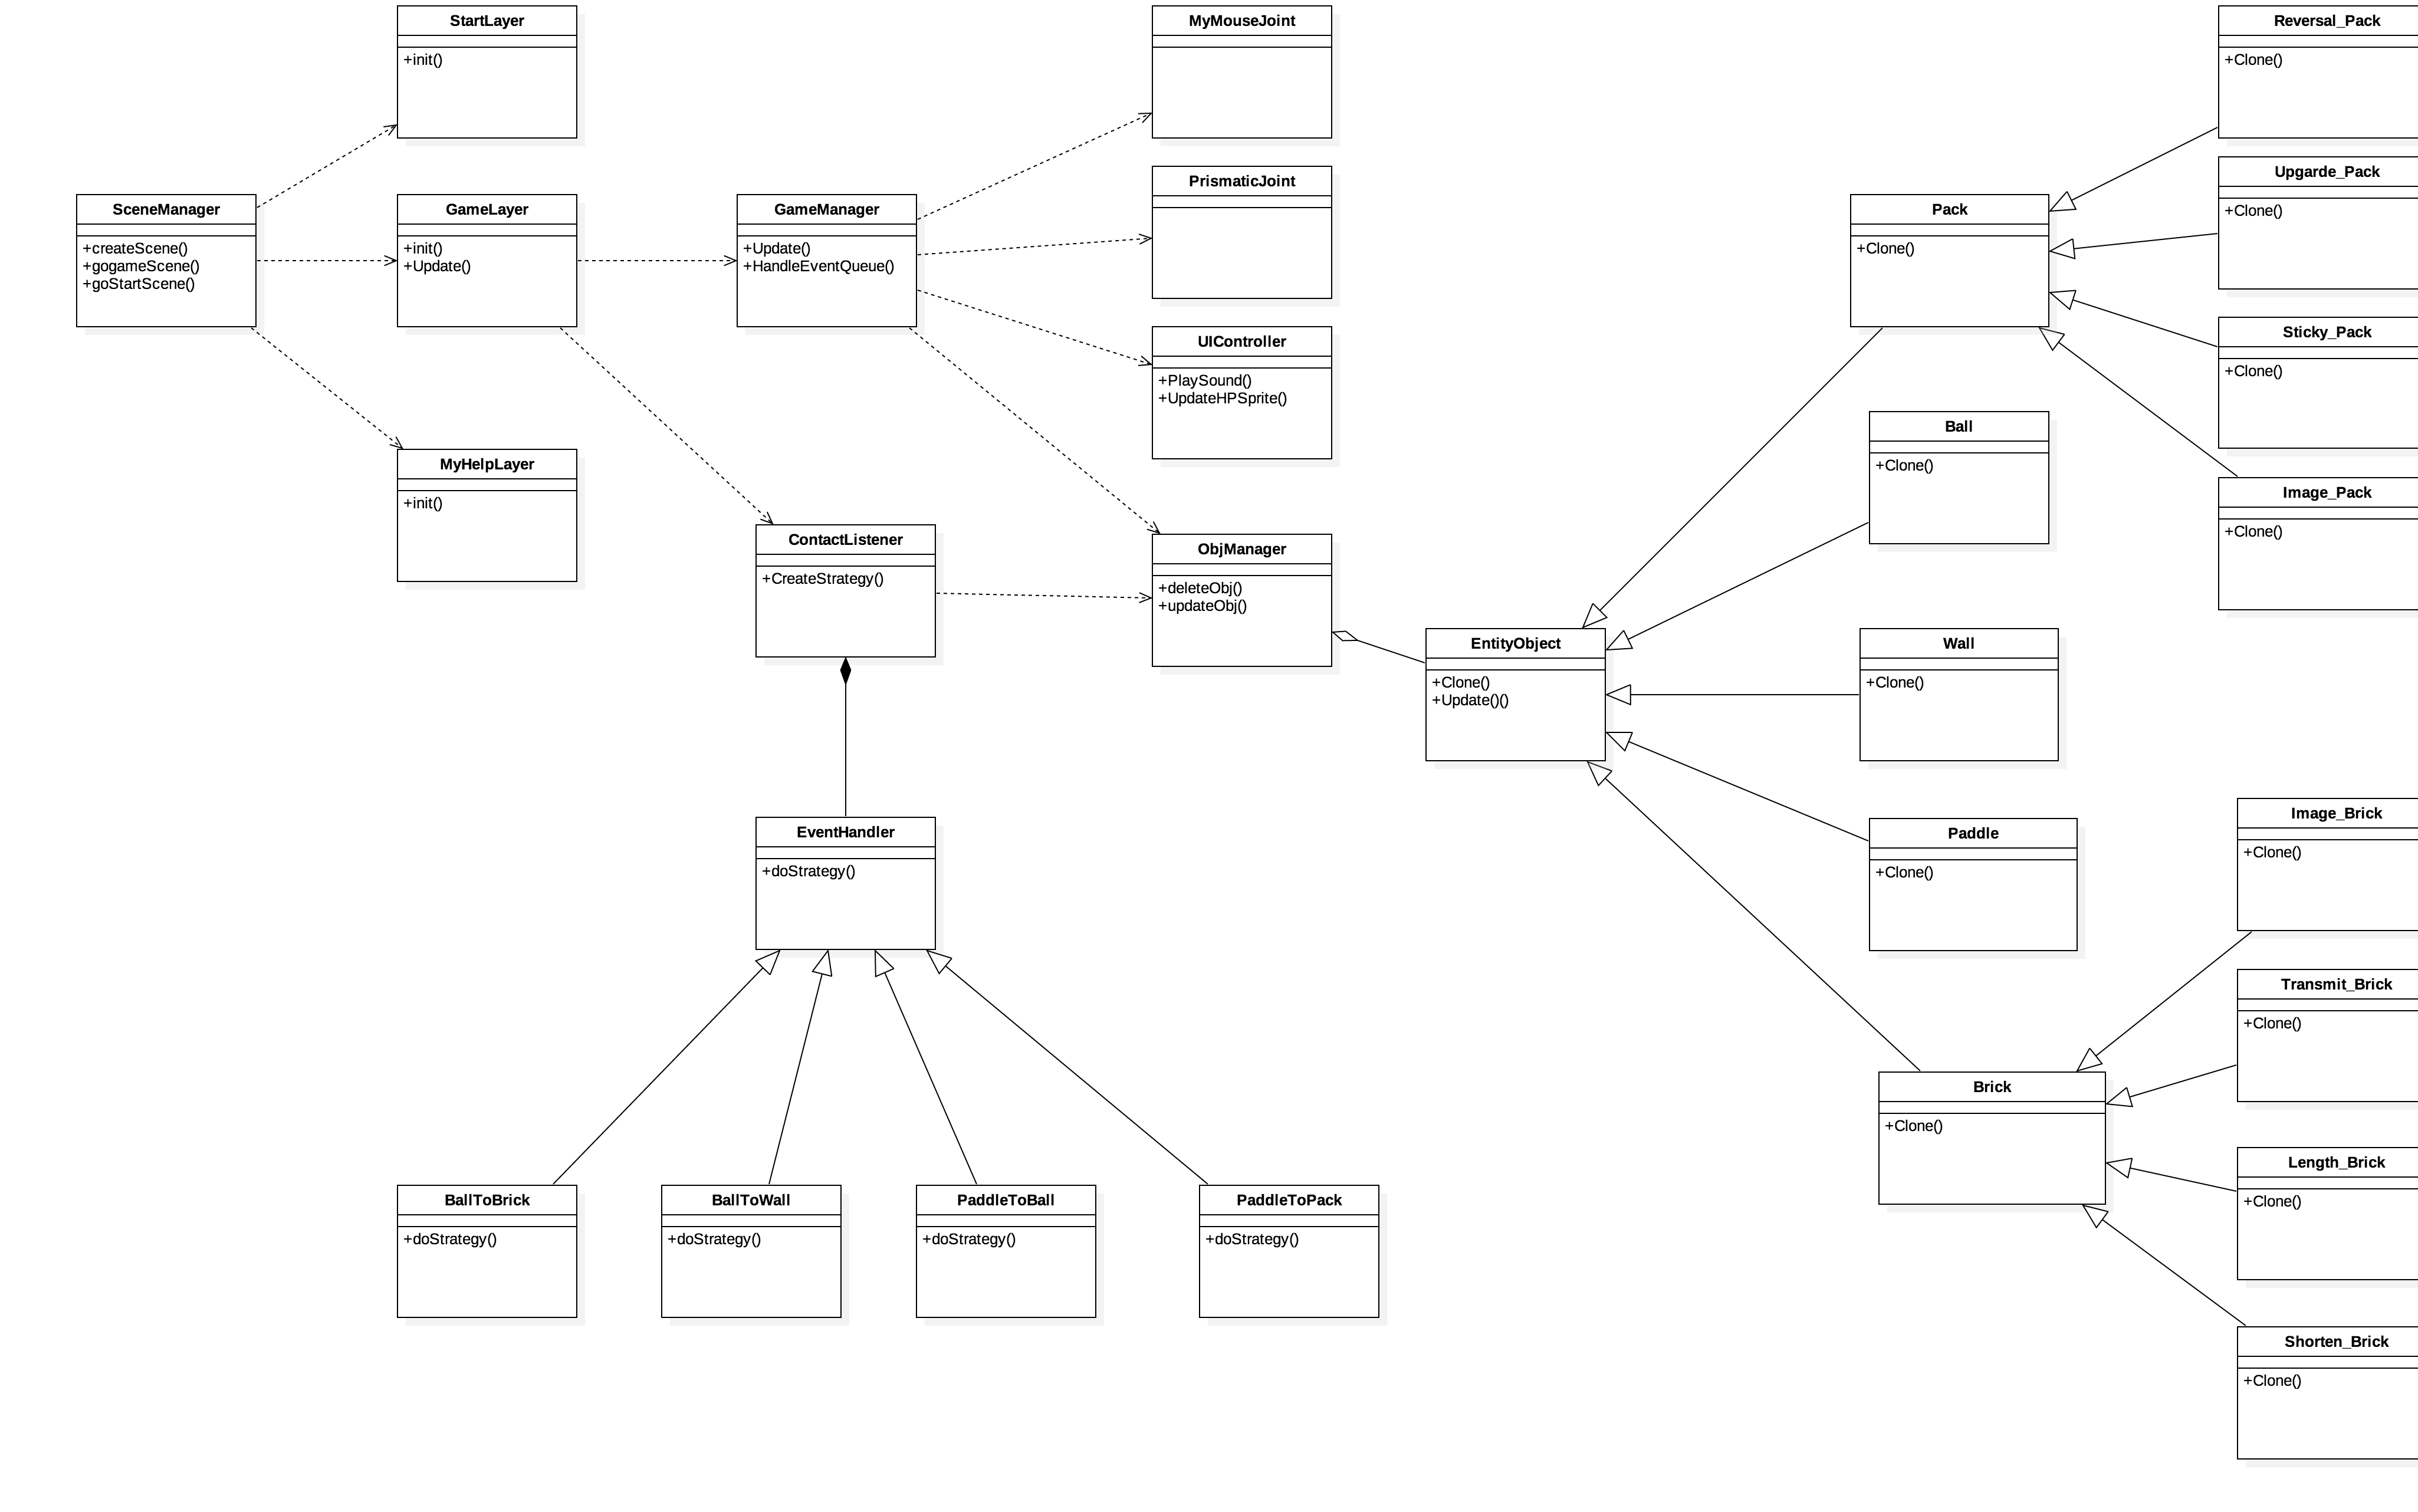 StartLayer
+init()
MyMouseJoint
Reversal_Pack
+Clone()
PrismaticJoint
Upgarde_Pack
+Clone()
SceneManager
+createScene()
+gogameScene()
+goStartScene()
GameLayer
+init()
+Update()
GameManager
+Update()
+HandleEventQueue()
Pack
+Clone()
UIController
+PlaySound()
+UpdateHPSprite()
Sticky_Pack
+Clone()
Ball
+Clone()
MyHelpLayer
+init()
Image_Pack
+Clone()
ContactListener
+CreateStrategy()
ObjManager
+deleteObj()
+updateObj()
EntityObject
+Clone()
+Update()()
Wall
+Clone()
Image_Brick
+Clone()
EventHandler
+doStrategy()
Paddle
+Clone()
Transmit_Brick
+Clone()
Brick
+Clone()
Length_Brick
+Clone()
BallToBrick
+doStrategy()
BallToWall
+doStrategy()
PaddleToBall
+doStrategy()
PaddleToPack
+doStrategy()
Shorten_Brick
+Clone()